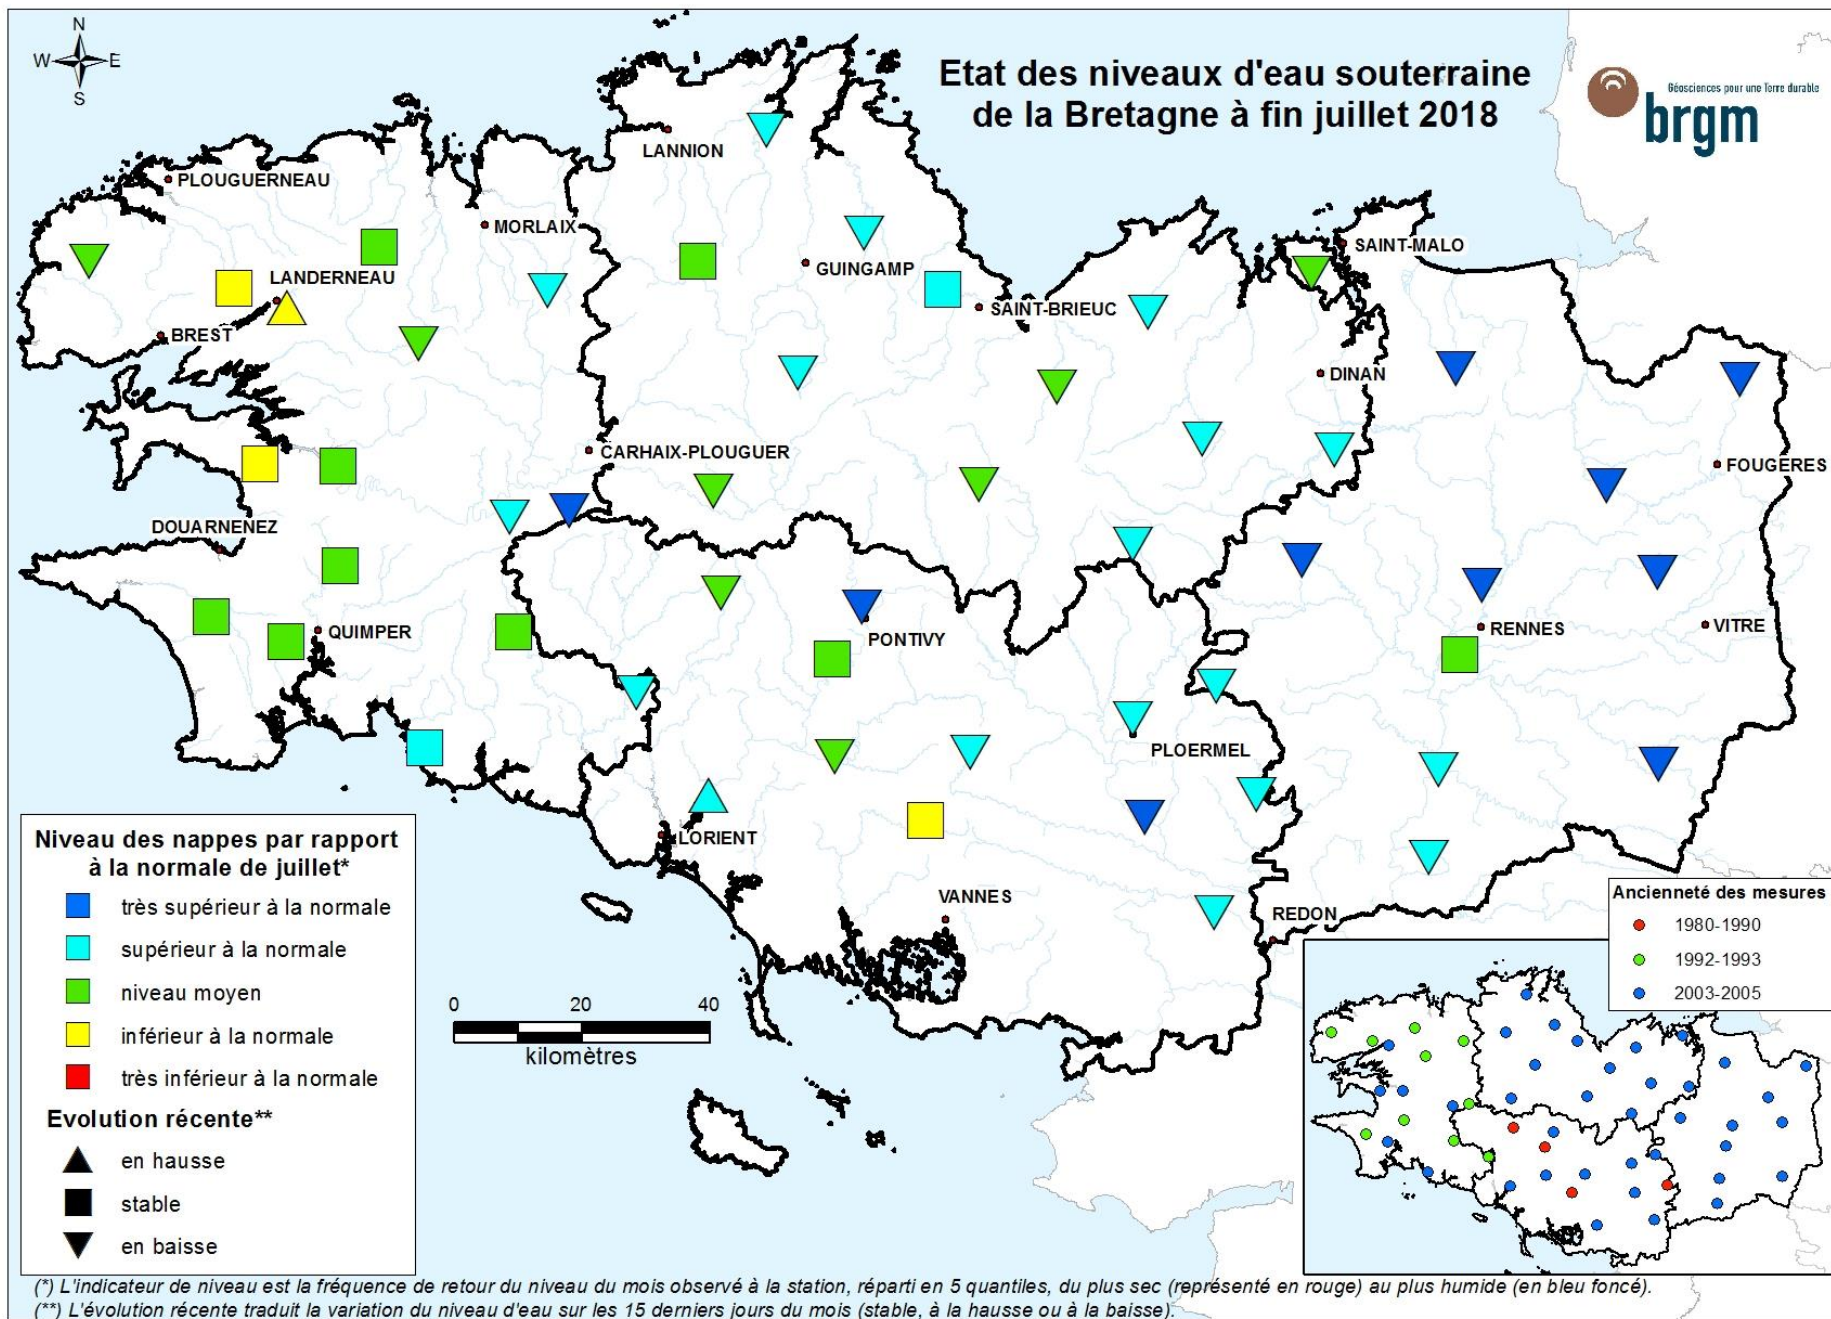 N
W E
S
Etat des niveaux d'eau souterraine
de la Bretagne à fin juillet 2018
Géosciences pour une Terre durable
brgm
LANNION
PLOUGUERNEAU
MORLAIX
SAINT-MALO
GUINGAMP
LANDERNEAU
SAINT-BRIEUC
BREST
DINAN
CARHAIX-PLOUGUER
FOUGERES
DOUARNENEZ
QUIMPER
PONTIVY
RENNES
VITRE
PLOERMEL
LORIENT
VANNES
REDON
Niveau des nappes par rapport
à la normale de juillet*
très supérieur à la normale
supérieur à la normale
niveau moyen
inférieur à la normale
très inférieur à la normale
Evolution récente**
en hausse
stable
en baisse
0 20 40
kilomètres
Ancienneté des mesures
1980-1990
1992-1993
2003-2005
(*) L'indicateur de niveau est la fréquence de retour du niveau du mois observé à la station, réparti en 5 quantiles, du plus sec (représenté en rouge) au plus humide (en bleu foncé).
(**) L'évolution récente traduit la variation du niveau d'eau sur les 15 derniers jours du mois (stable, à la hausse ou à la baisse).